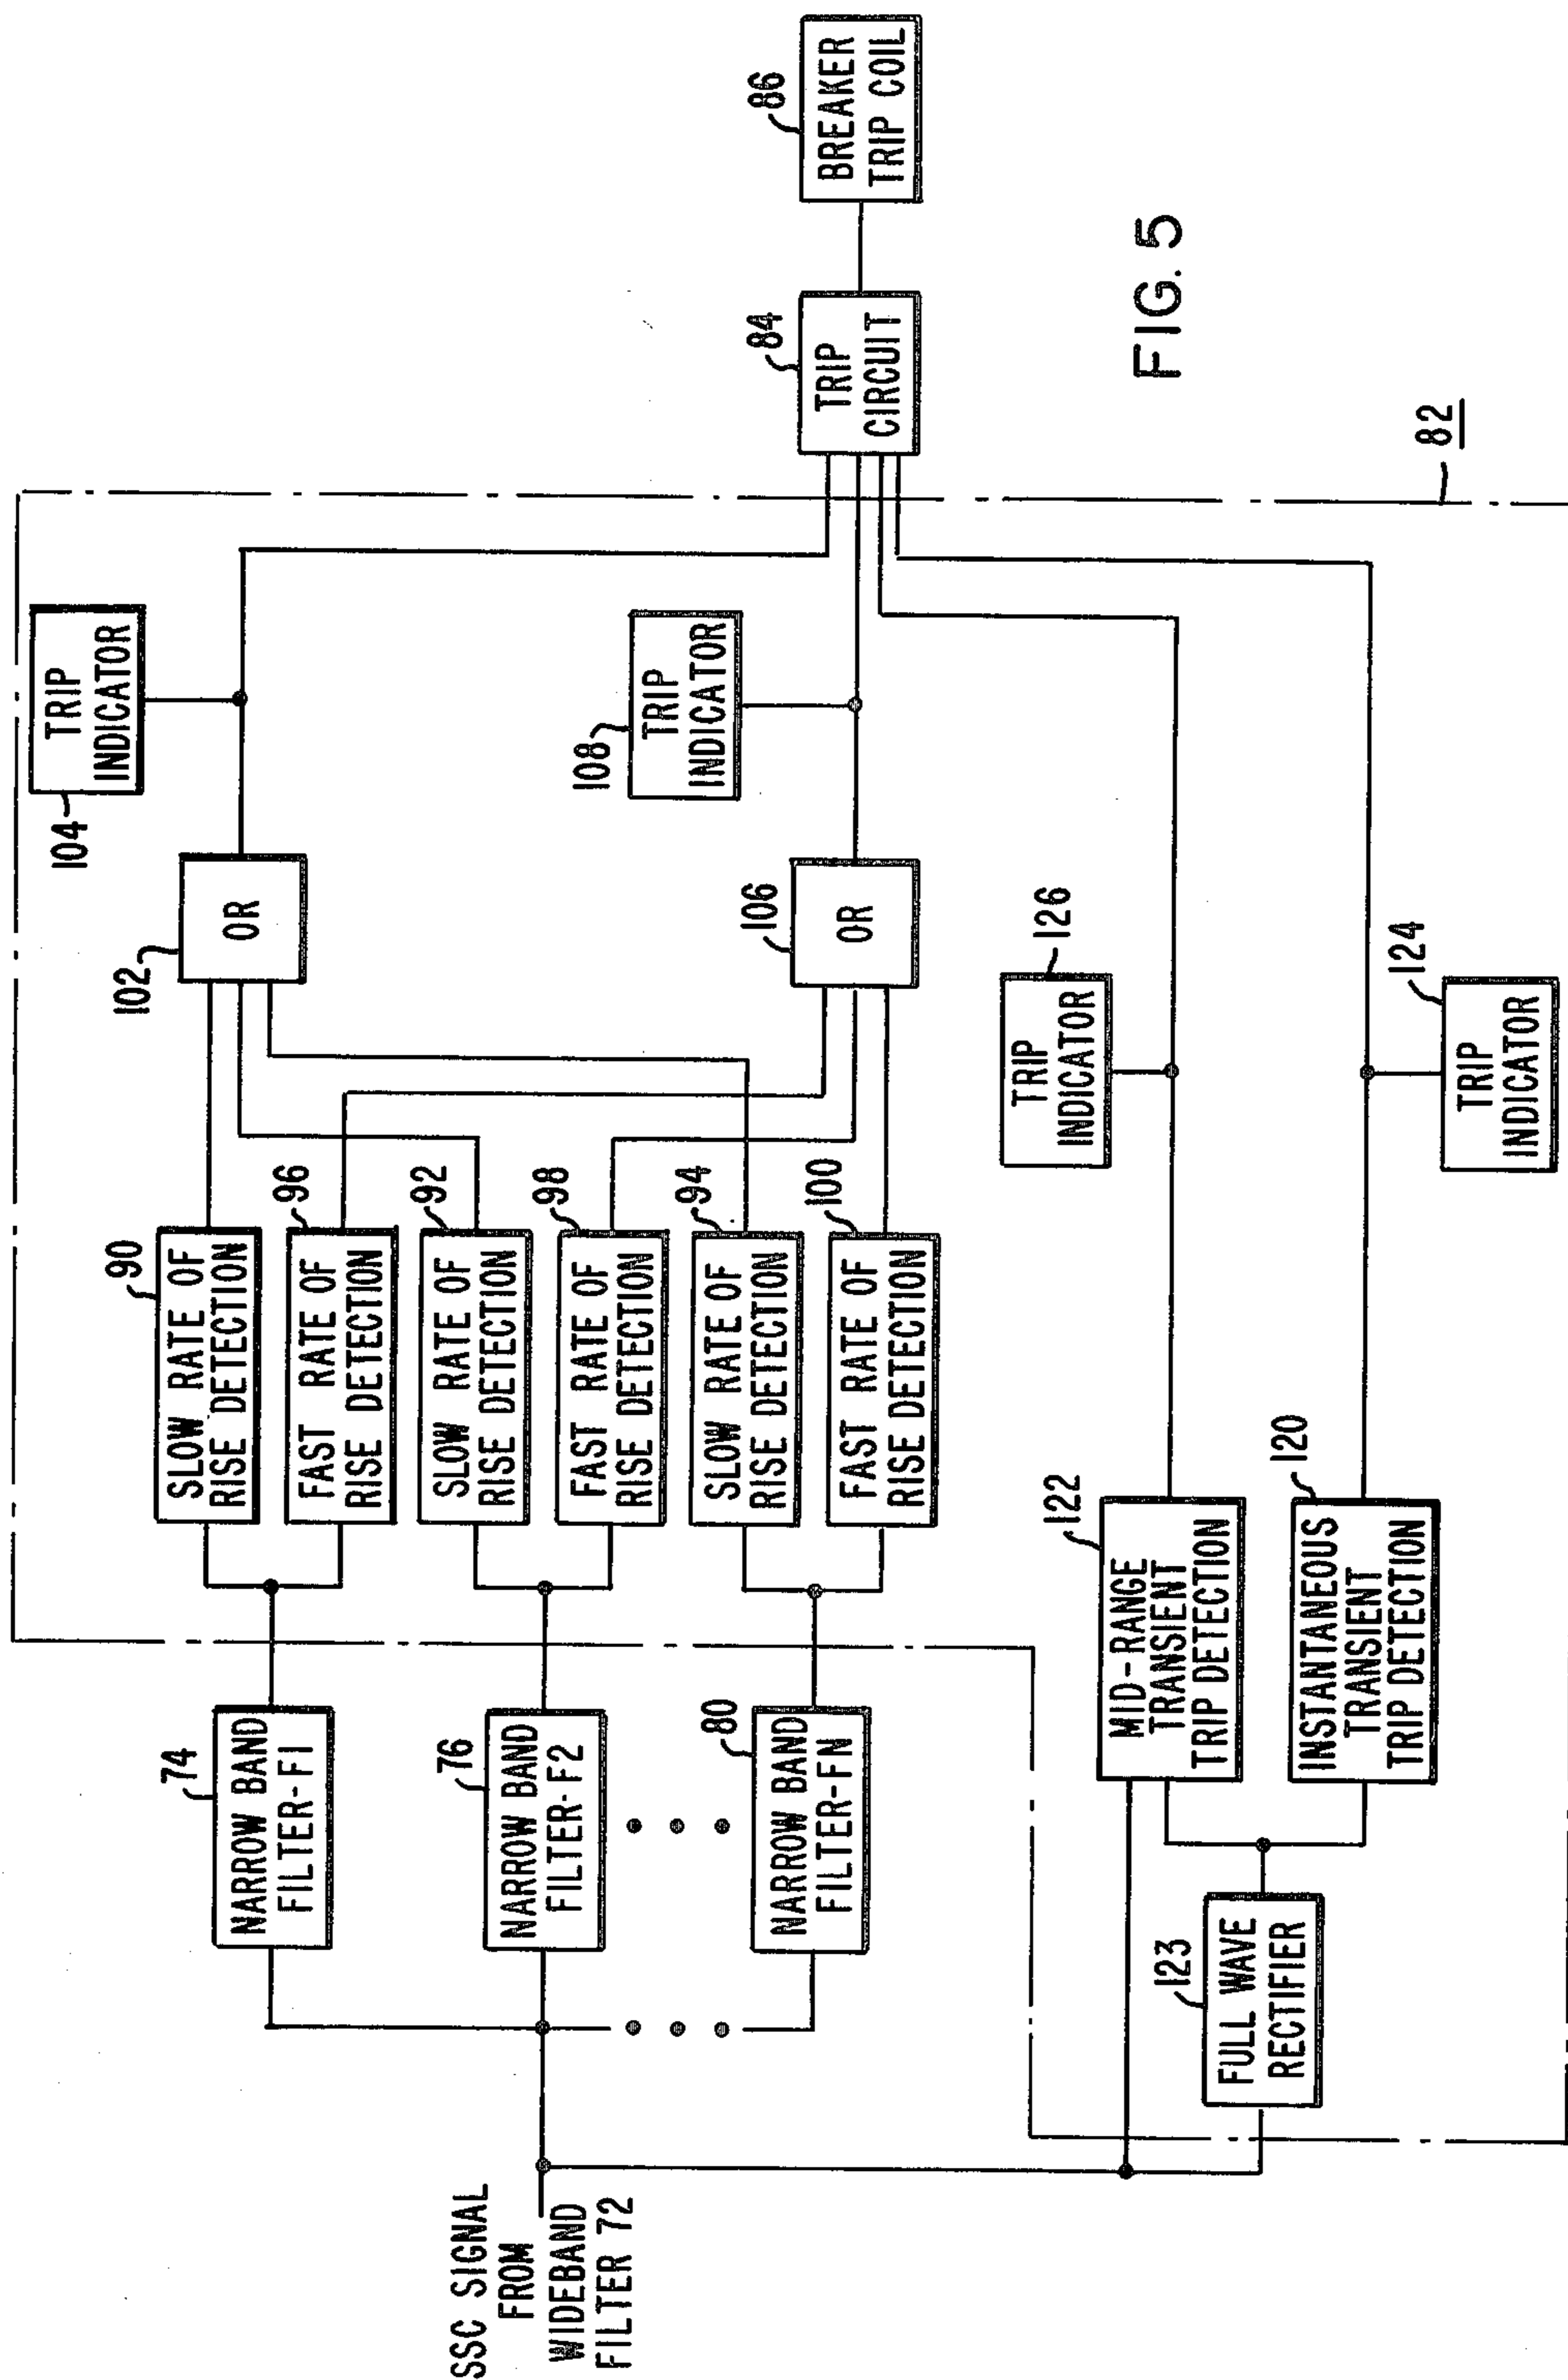 SSC SIGNAL
FROM
WIDEBAND
FILTER 72
74
NARROW BAND
FILTER-F1
76
NARROW BAND
FILTER-F2
80
NARROW BAND
FILTER-FN
90
SLOW RATE OF
RISE DETECTION
96
FAST RATE OF
RISE DETECTION
92
SLOW RATE OF
RISE DETECTION
98
FAST RATE OF
RISE DETECTION
94
SLOW RATE OF
RISE DETECTION
100
FAST RATE OF
RISE DETECTION
102
OR
106
OR
104
TRIP
INDICATOR
108
TRIP
INDICATOR
123
FULL WAVE
RECTIFIER
122
MID-RANGE
TRANSIENT
TRIP DETECTION
120
INSTANTANEOUS
TRANSIENT
TRIP DETECTION
126
TRIP
INDICATOR
124
TRIP
INDICATOR
84
TRIP
CIRCUIT
86
BREAKER
TRIP COIL
82
FIG. 5